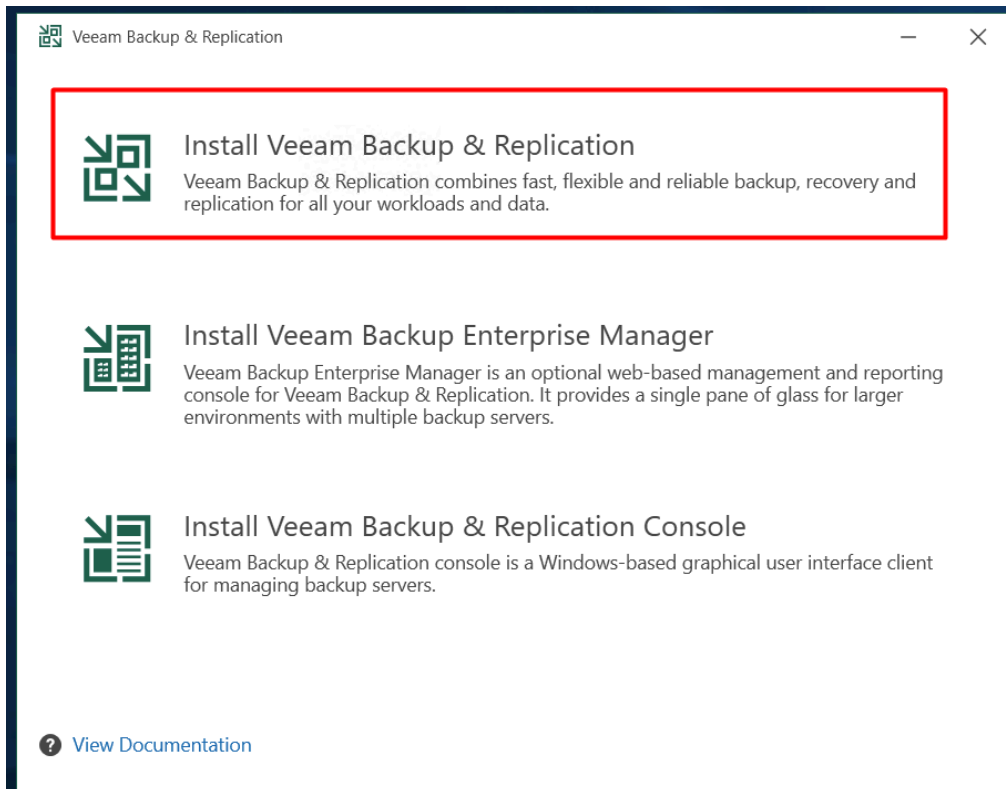 Veeam Backup & Replication
Install Veeam Backup & Replication
Veeam Backup & Replication combines fast, flexible and reliable backup, recovery and
replication for all your workloads and data.
Install Veeam Backup Enterprise Manager
Veeam Backup Enterprise Manager is an optional web-based management and reporting
console for Veeam Backup & Replication. It provides a single pane of glass for larger
environments with multiple backup servers.
Install Veeam Backup & Replication Console
Veeam Backup & Replication console is a Windows-based graphical user interface client
for managing backup servers.
? View Documentation